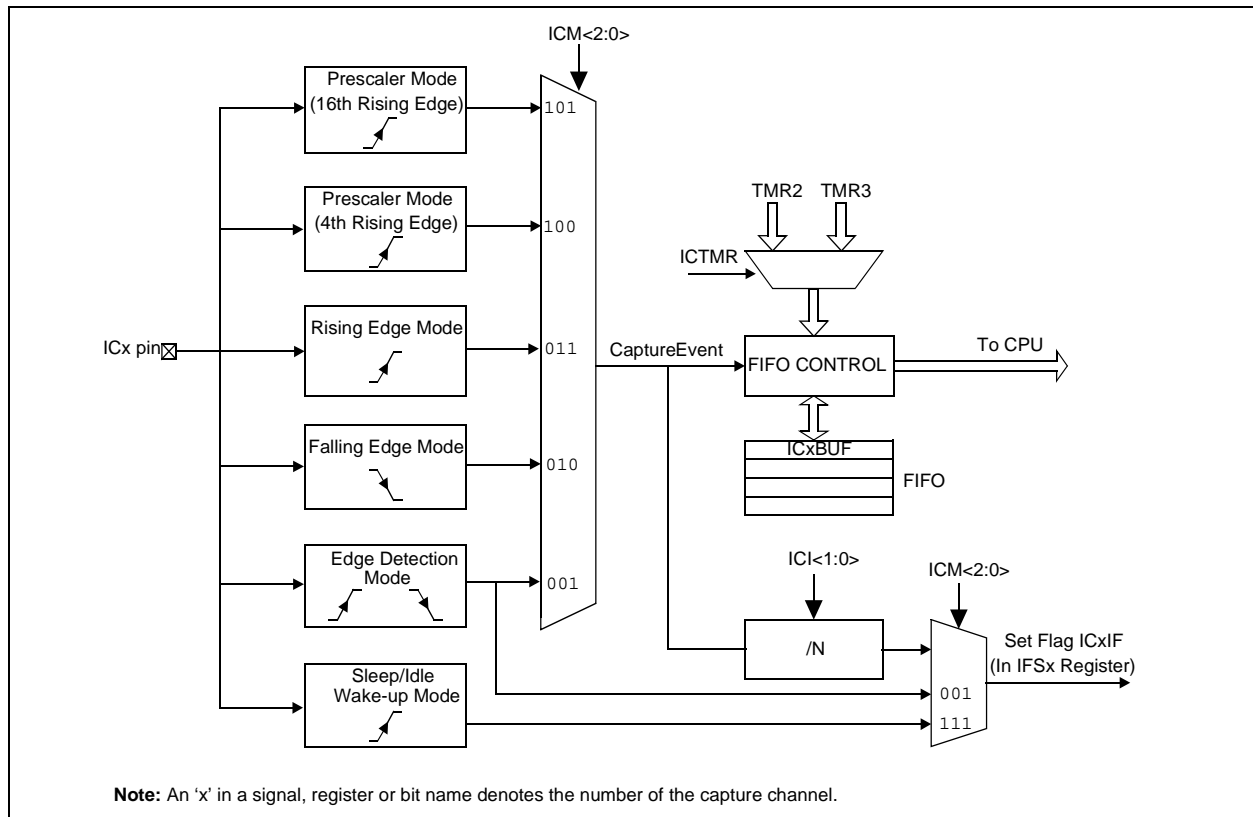 ICM<2:0>
Prescaler Mode
(16th Rising Edge)
101
Prescaler Mode
(4th Rising Edge)
100
TMR2
TMR3
ICTMR
ICx pin
Rising Edge Mode
011
CaptureEvent
FIFO CONTROL
To CPU
Falling Edge Mode
010
ICxBUF
FIFO
Edge Detection
Mode
001
ICI<1:0>
ICM<2:0>
/N
Set Flag ICxIF
(In IFSx Register)
Sleep/Idle
Wake-up Mode
001
111
Note: An ‘x’ in a signal, register or bit name denotes the number of the capture channel.